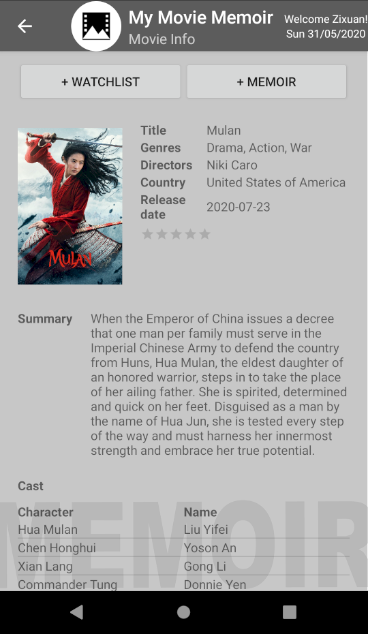 My Movie Memoir
Movie Info
Welcome Zixuan!
Sun 31/05/2020
+ WATCHLIST
+ MEMOIR
MULAN
Title Mulan
Genres Drama, Action, War
Directors Niki Caro
Country United States of America
Release
date 2020-07-23
Summary When the Emperor of China issues a decree
that one man per family must serve in the
Imperial Chinese Army to defend the country
from Huns, Hua Mulan, the eldest daughter of
an honored warrior, steps in to take the place
of her ailing father. She is spirited, determined
and quick on her feet. Disguised as a man by
the name of Hua Jun, she is tested every step
of the way and must harness her innermost
strength and embrace her true potential.
Cast
Character Name
Hua Mulan Liu Yifei
Chen Honghui Yoson An
Xian Lang Gong Li
Commander Tung Donnie Yen
MEMOIR